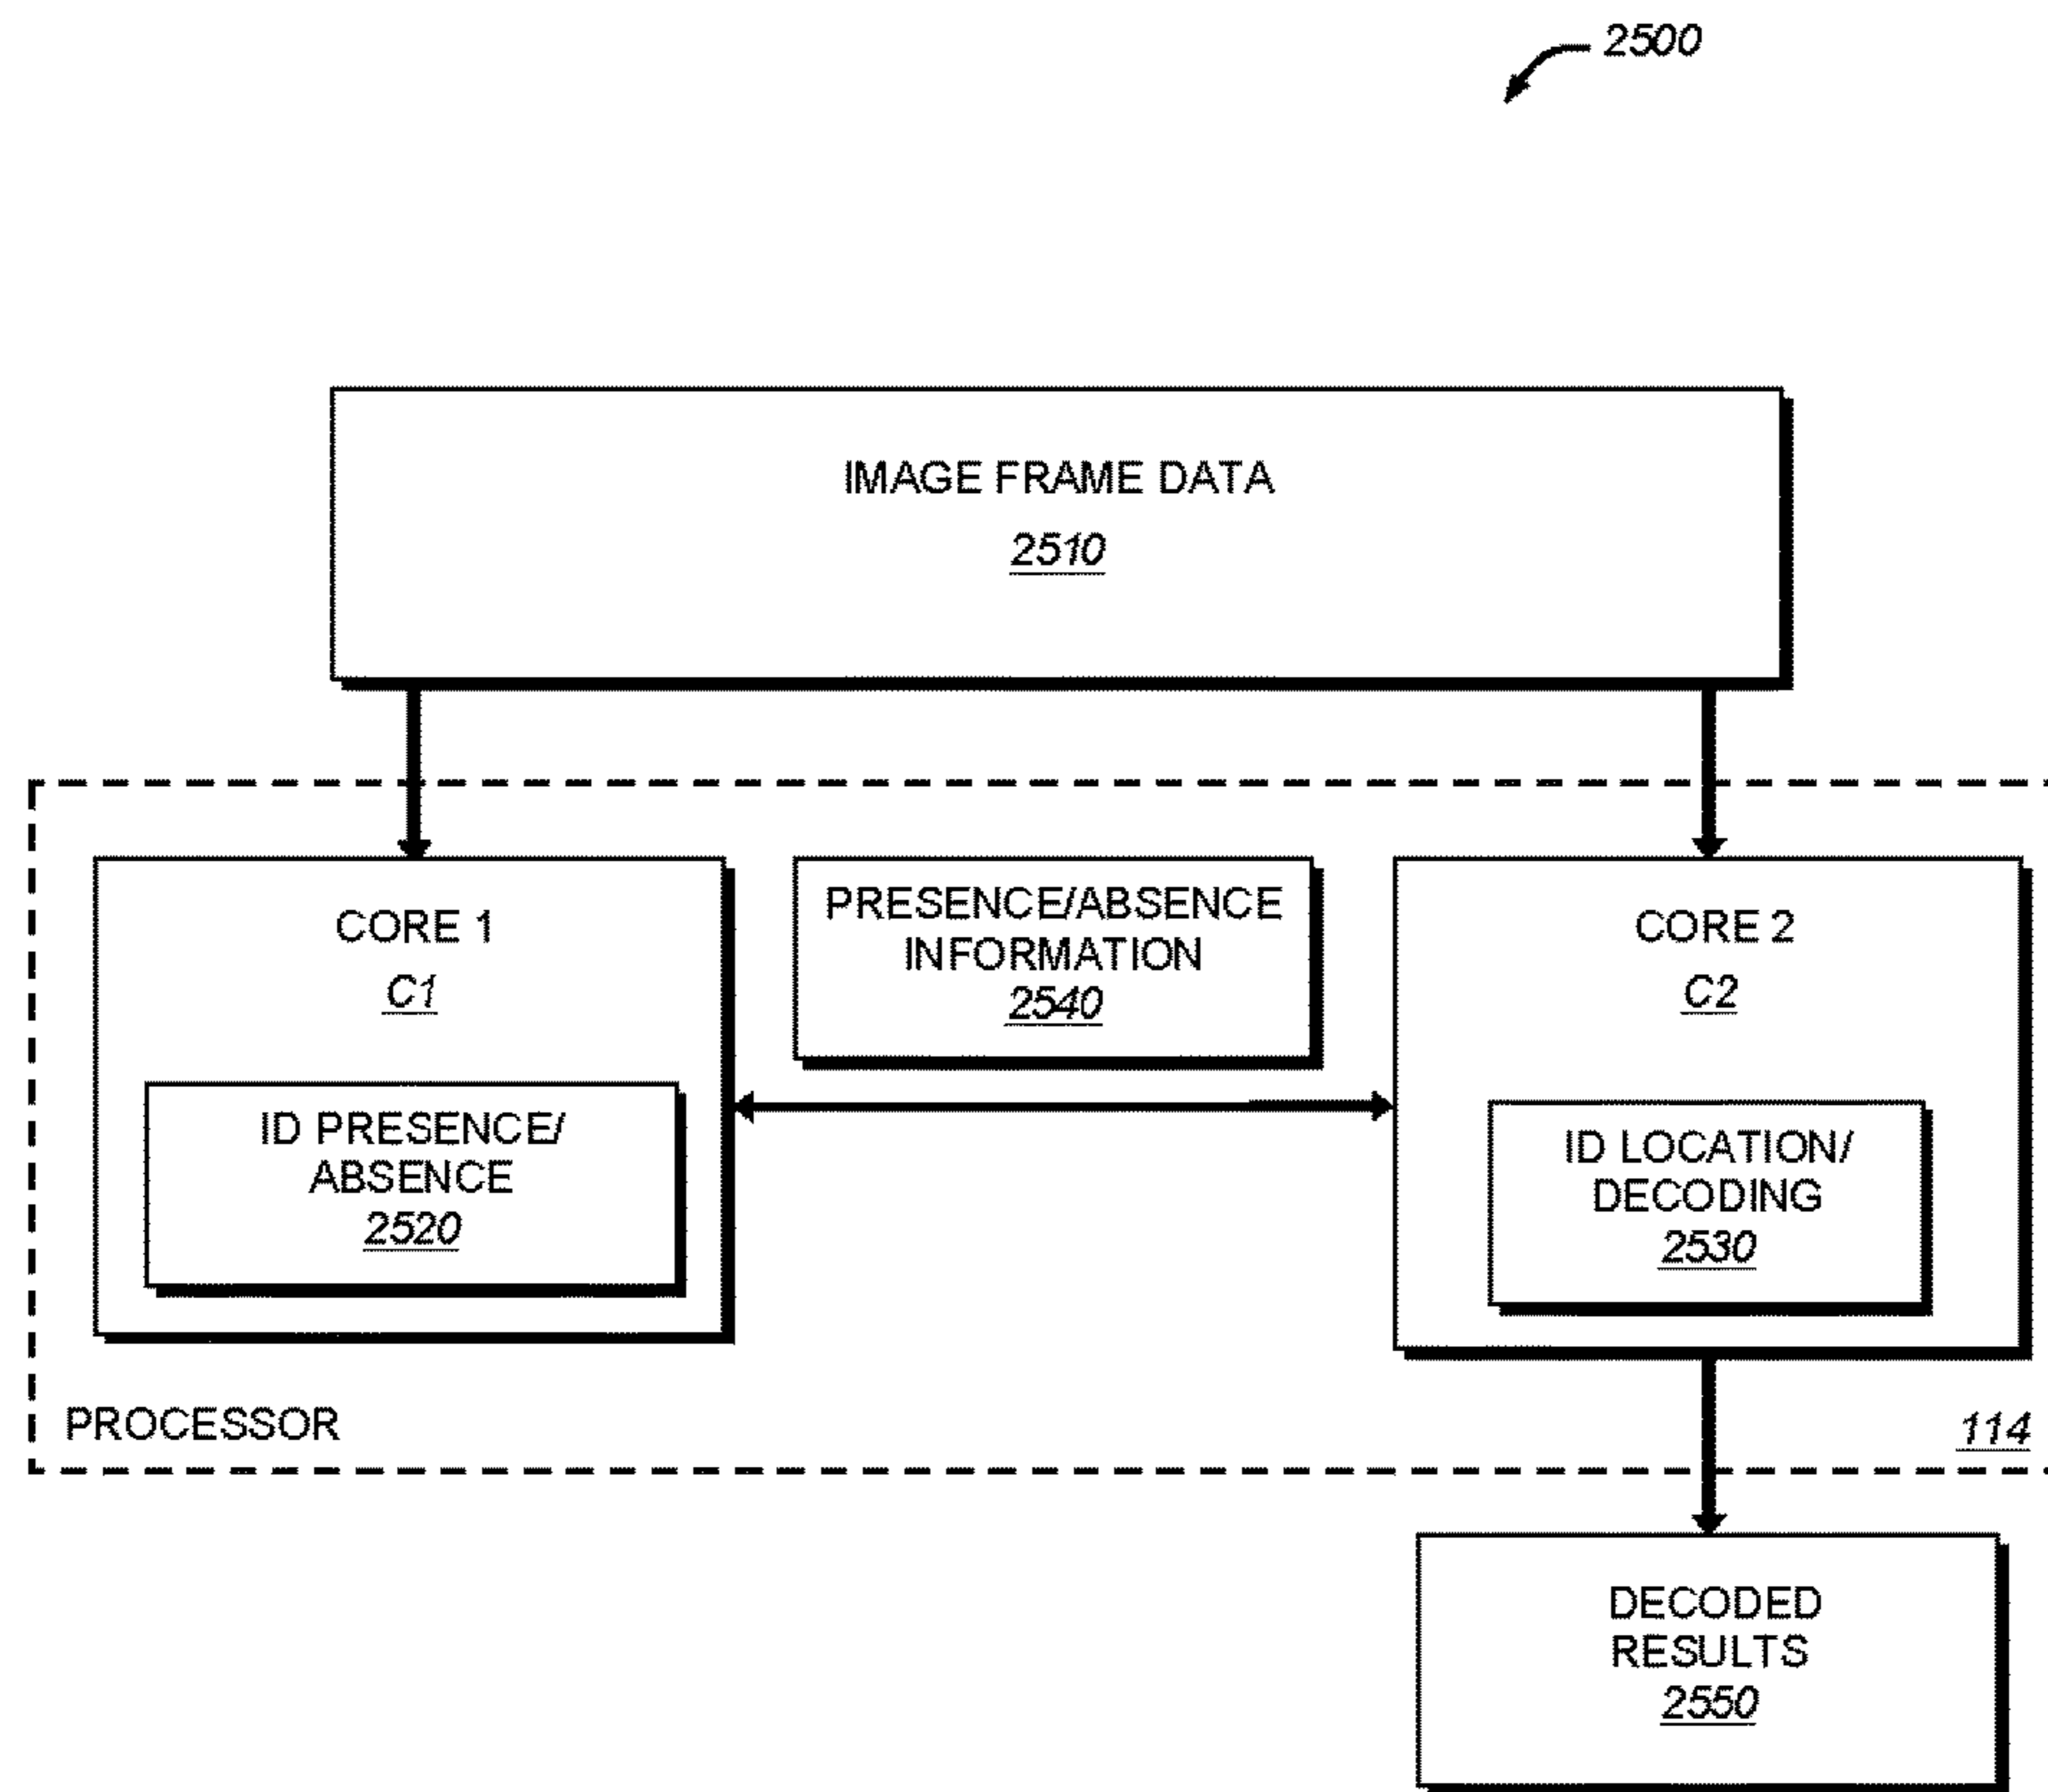 2500
IMAGE FRAME DATA
2510
CORE 1
C1
PRESENCE/ABSENCE
INFORMATION
2540
CORE 2
C2
ID PRESENCE/
ABSENCE
2520
ID LOCATION/
DECODING
2530
PROCESSOR
114
DECODED
RESULTS
2550